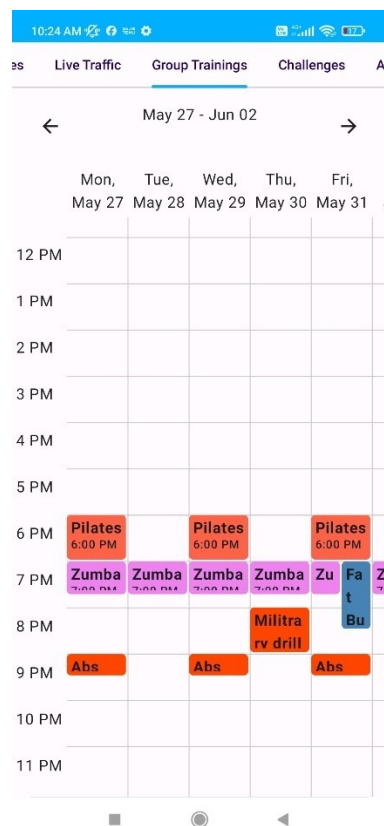 10:24 AM
es Live Traffic Group Trainings Challenges A
May 27 - Jun 02
Mon, Tue, Wed, Thu, Fri,
May 27 May 28 May 29 May 30 May 31
12 PM
1 PM
2 PM
3 PM
4 PM
5 PM
6 PM
Pilates Pilates Pilates
6:00 PM 6:00 PM 6:00 PM
7 PM
Zumba Zumba Zumba Zumba Zu Fa Z
t
Bu
8 PM
Militra
ry drill
9 PM
Abs Abs Abs
10 PM
11 PM